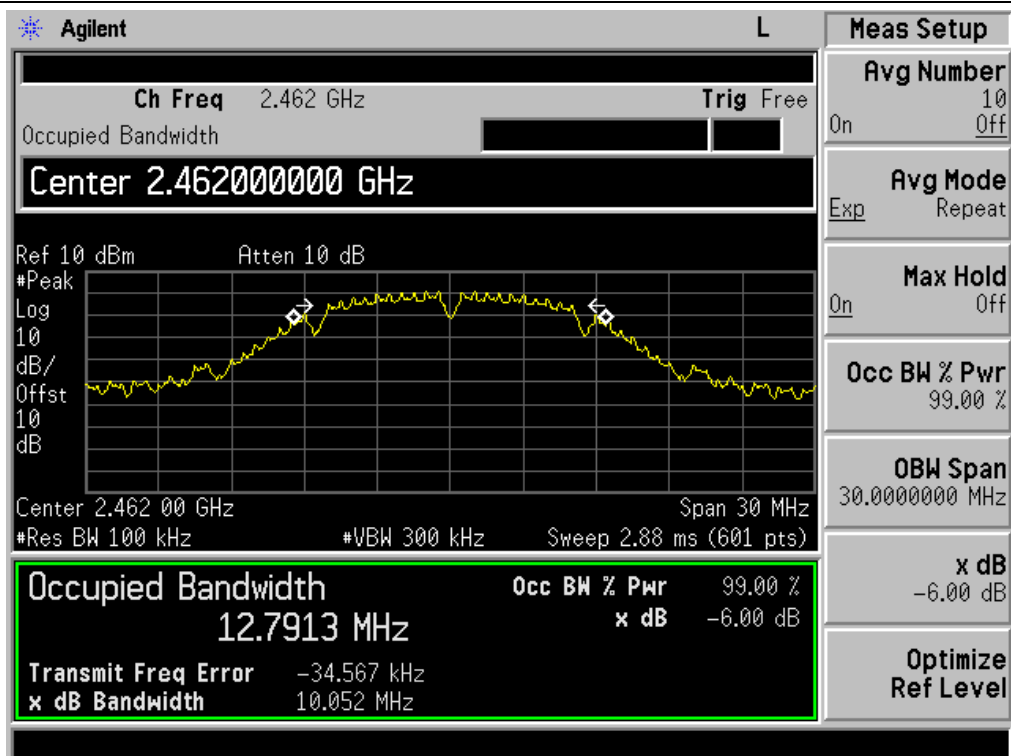 Agilent
L
Meas Setup
Ch Freq 2.462 GHz
Trig Free
Occupied Bandwidth
Center 2.462000000 GHz
Ref 10 dBm
Atten 10 dB
#Peak
Log
10
dB/
Offst
10
dB
Center 2.462 00 GHz
Span 30 MHz
#Res BW 100 kHz
#VBW 300 kHz
Sweep 2.88 ms (601 pts)
Occupied Bandwidth
12.7913 MHz
Occ BW % Pwr 99.00 %
x dB -6.00 dB
Transmit Freq Error -34.567 kHz
x dB Bandwidth 10.052 MHz
Avg Number
10
On Off
Avg Mode
Exp Repeat
Max Hold
On Off
Occ BW % Pwr
99.00 %
OBW Span
30.0000000 MHz
x dB
-6.00 dB
Optimize
Ref Level